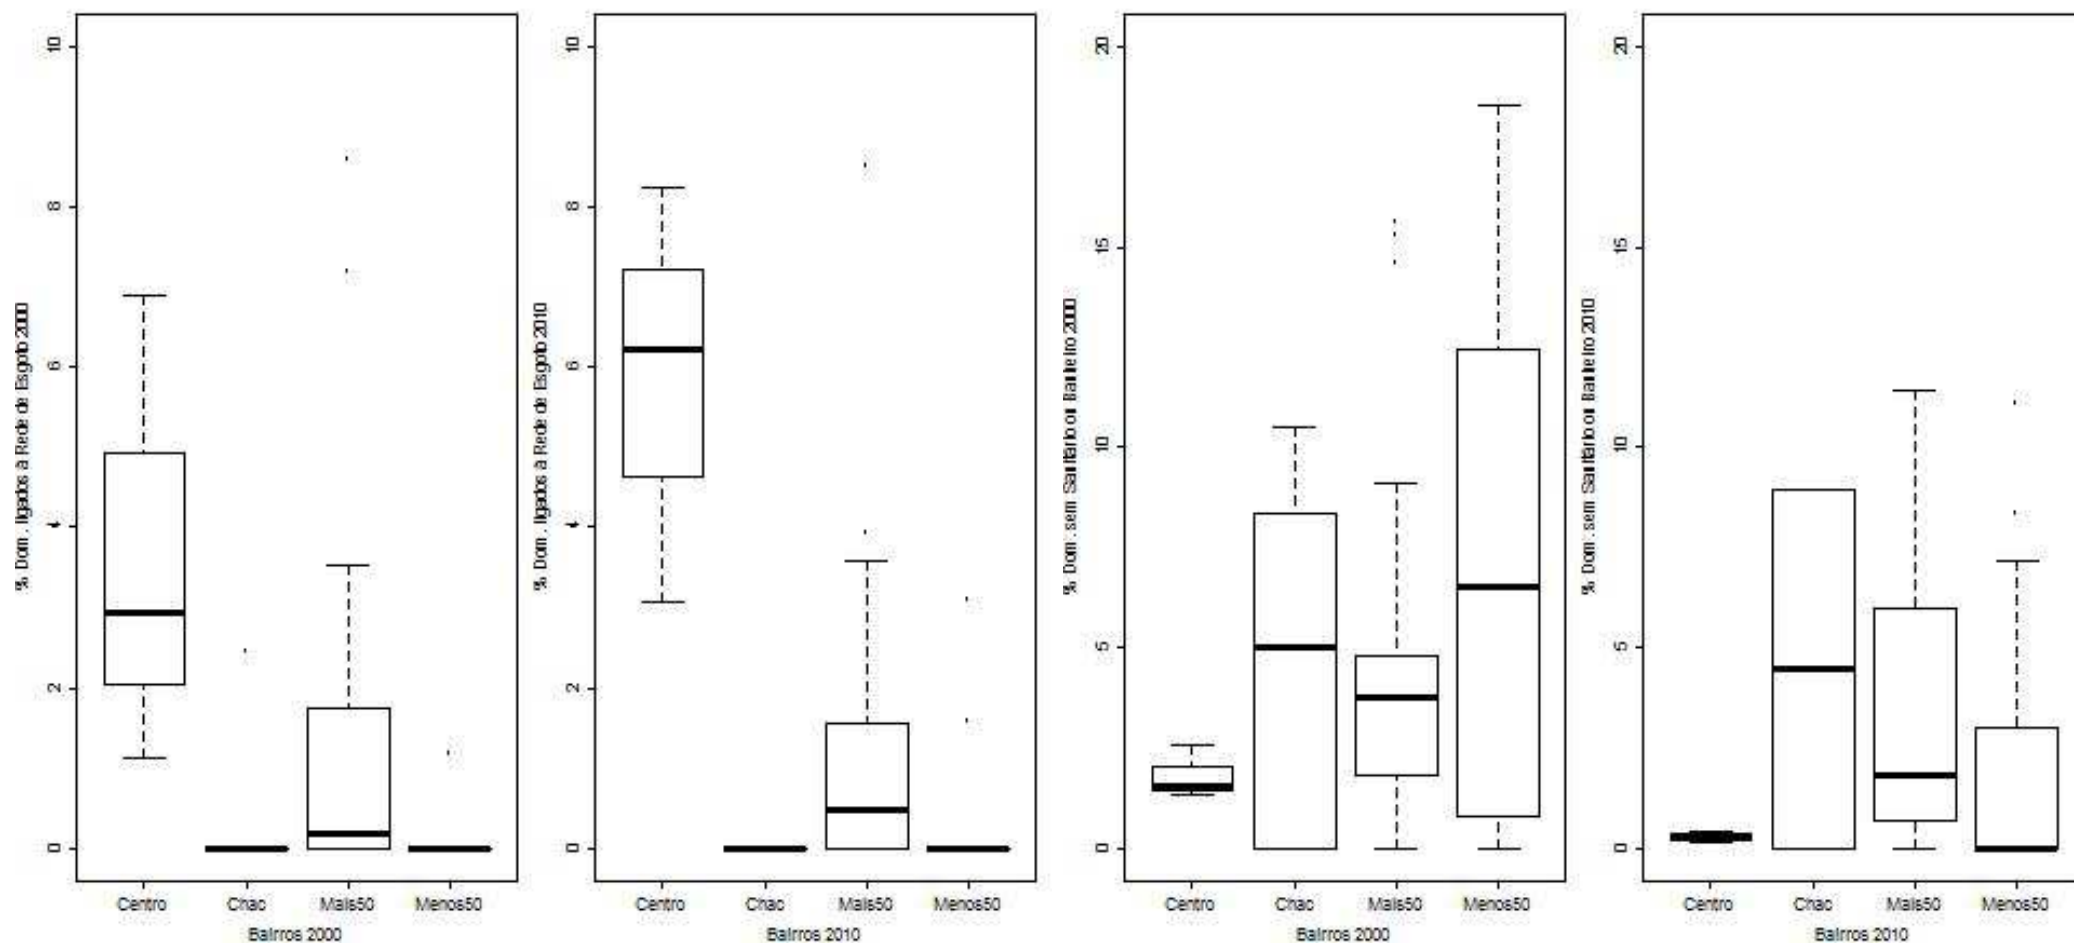 % Dom. ligados à Rede de Esgoto 2000
10
8
6
4
2
0
Centro Chac Mais50 Menos50
Bairros 2000
% Dom. ligados à Rede de Esgoto 2010
10
8
6
4
2
0
Centro Chac Mais50 Menos50
Bairros 2010
% Dom. sem Sanitário ou Banheiro 2000
20
15
10
5
0
Centro Chac Mais50 Menos50
Bairros 2000
% Dom. sem Sanitário ou Banheiro 2010
20
15
10
5
0
Centro Chac Mais50 Menos50
Bairros 2010